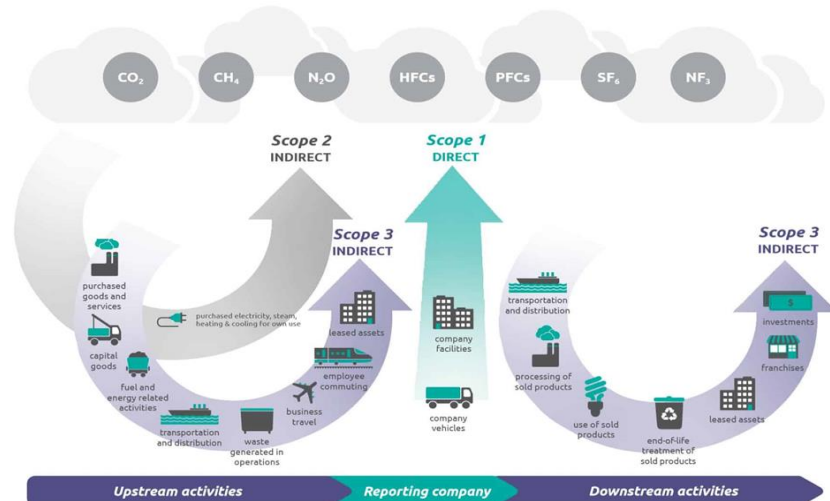 CO₂
CH₄
N₂O
HFCs
PFCs
SF₆
NF₃
Scope 2
INDIRECT
Scope 1
DIRECT
Scope 3
INDIRECT
Scope 3
INDIRECT
purchased
goods and
services
capital
goods
fuel and
energy related
activities
transportation
and distribution
waste
generated in
operations
business
travel
employee
commuting
leased assets
purchased electricity, steam,
heating & cooling for own use
company
facilities
company
vehicles
transportation
and distribution
processing of
sold products
use of sold
products
end-of-life
treatment of
sold products
leased assets
franchises
$
investments
Upstream activities
Reporting company
Downstream activities